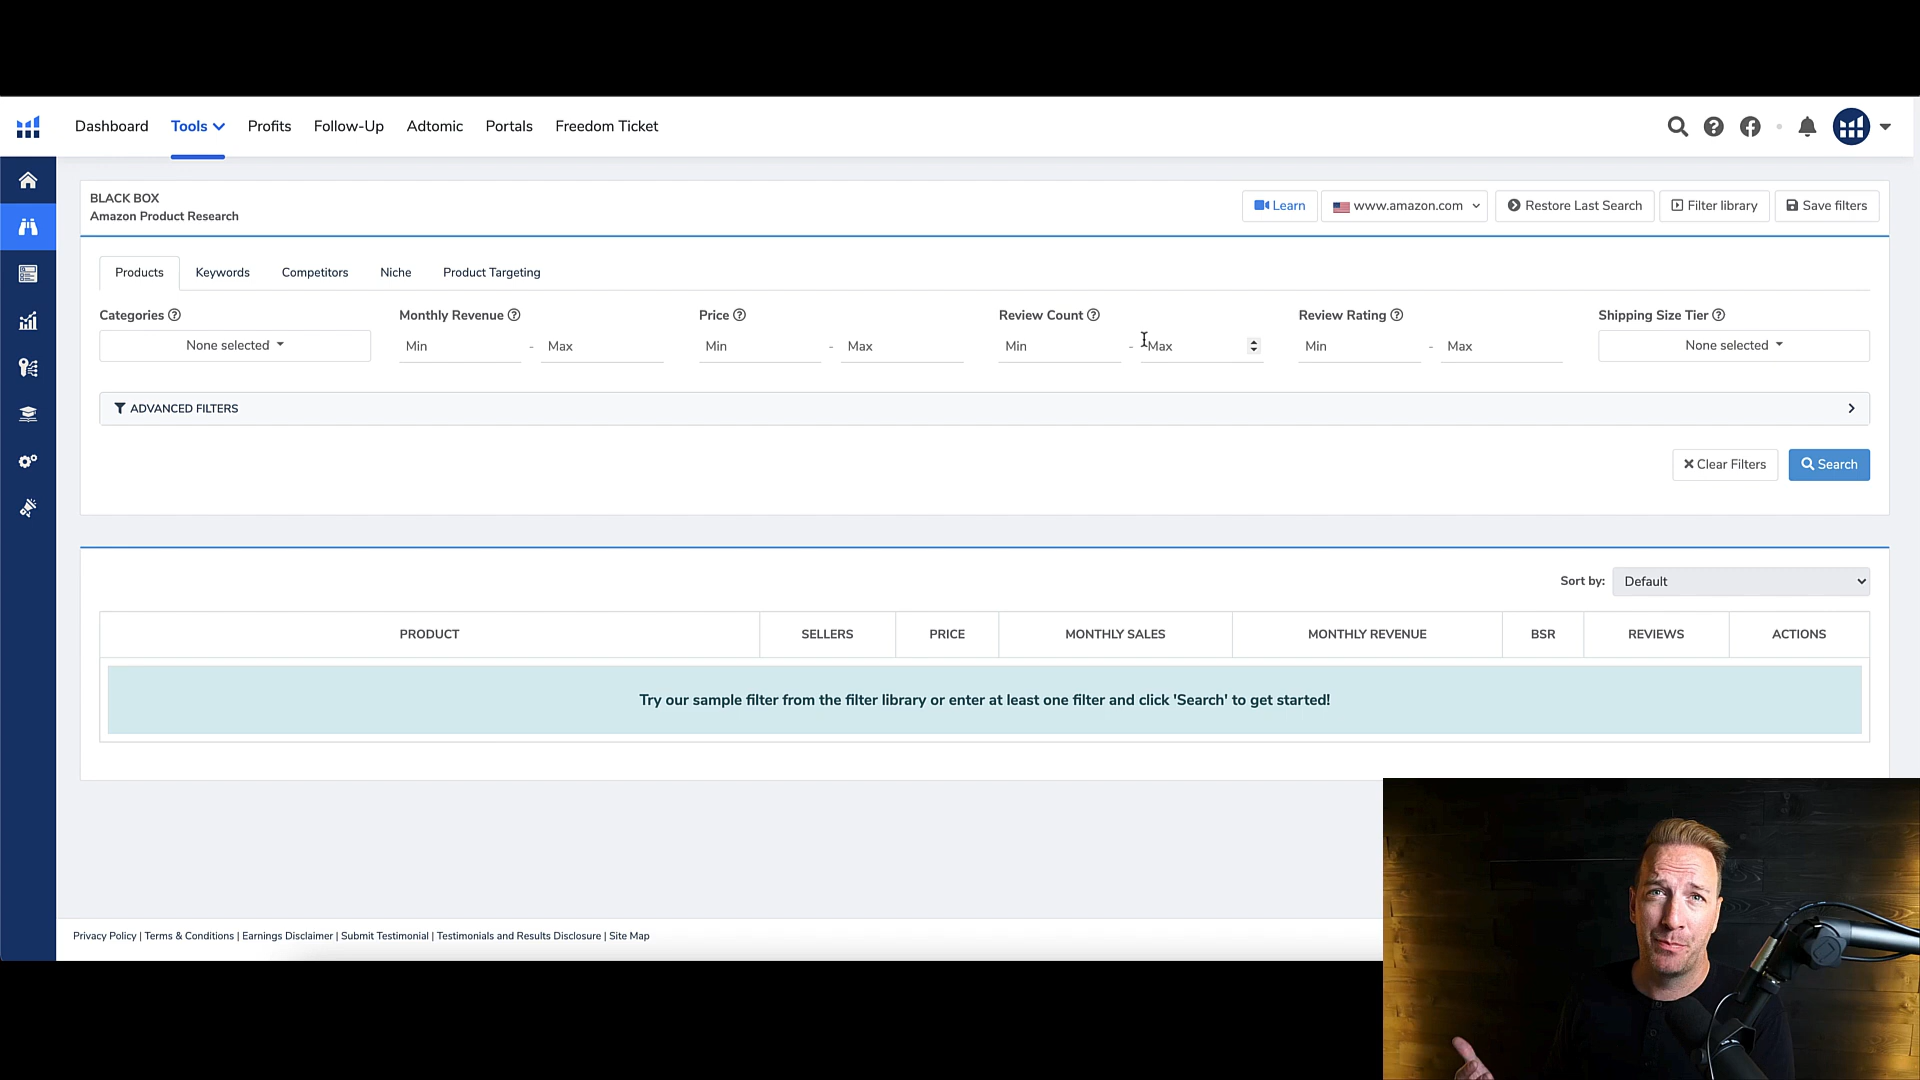 Dashboard Tools Profits Follow-Up Adtomic Portals Freedom Ticket
BLACK BOX
Amazon Product Research
Learn www.amazon.com Restore Last Search Filter library Save filters
Products Keywords Competitors Niche Product Targeting
Categories Monthly Revenue Price Review Count Review Rating Shipping Size Tier
None selected Min - Max Min - Max Min - Max Min - Max None selected
ADVANCED FILTERS
Clear Filters Search
Sort by: Default
PRODUCT SELLERS PRICE MONTHLY SALES MONTHLY REVENUE BSR REVIEWS ACTIONS
Try our sample filter from the filter library or enter at least one filter and click 'Search' to get started!
Privacy Policy | Terms & Conditions | Earnings Disclaimer | Submit Testimonial | Testimonials and Results Disclosure | Site Map